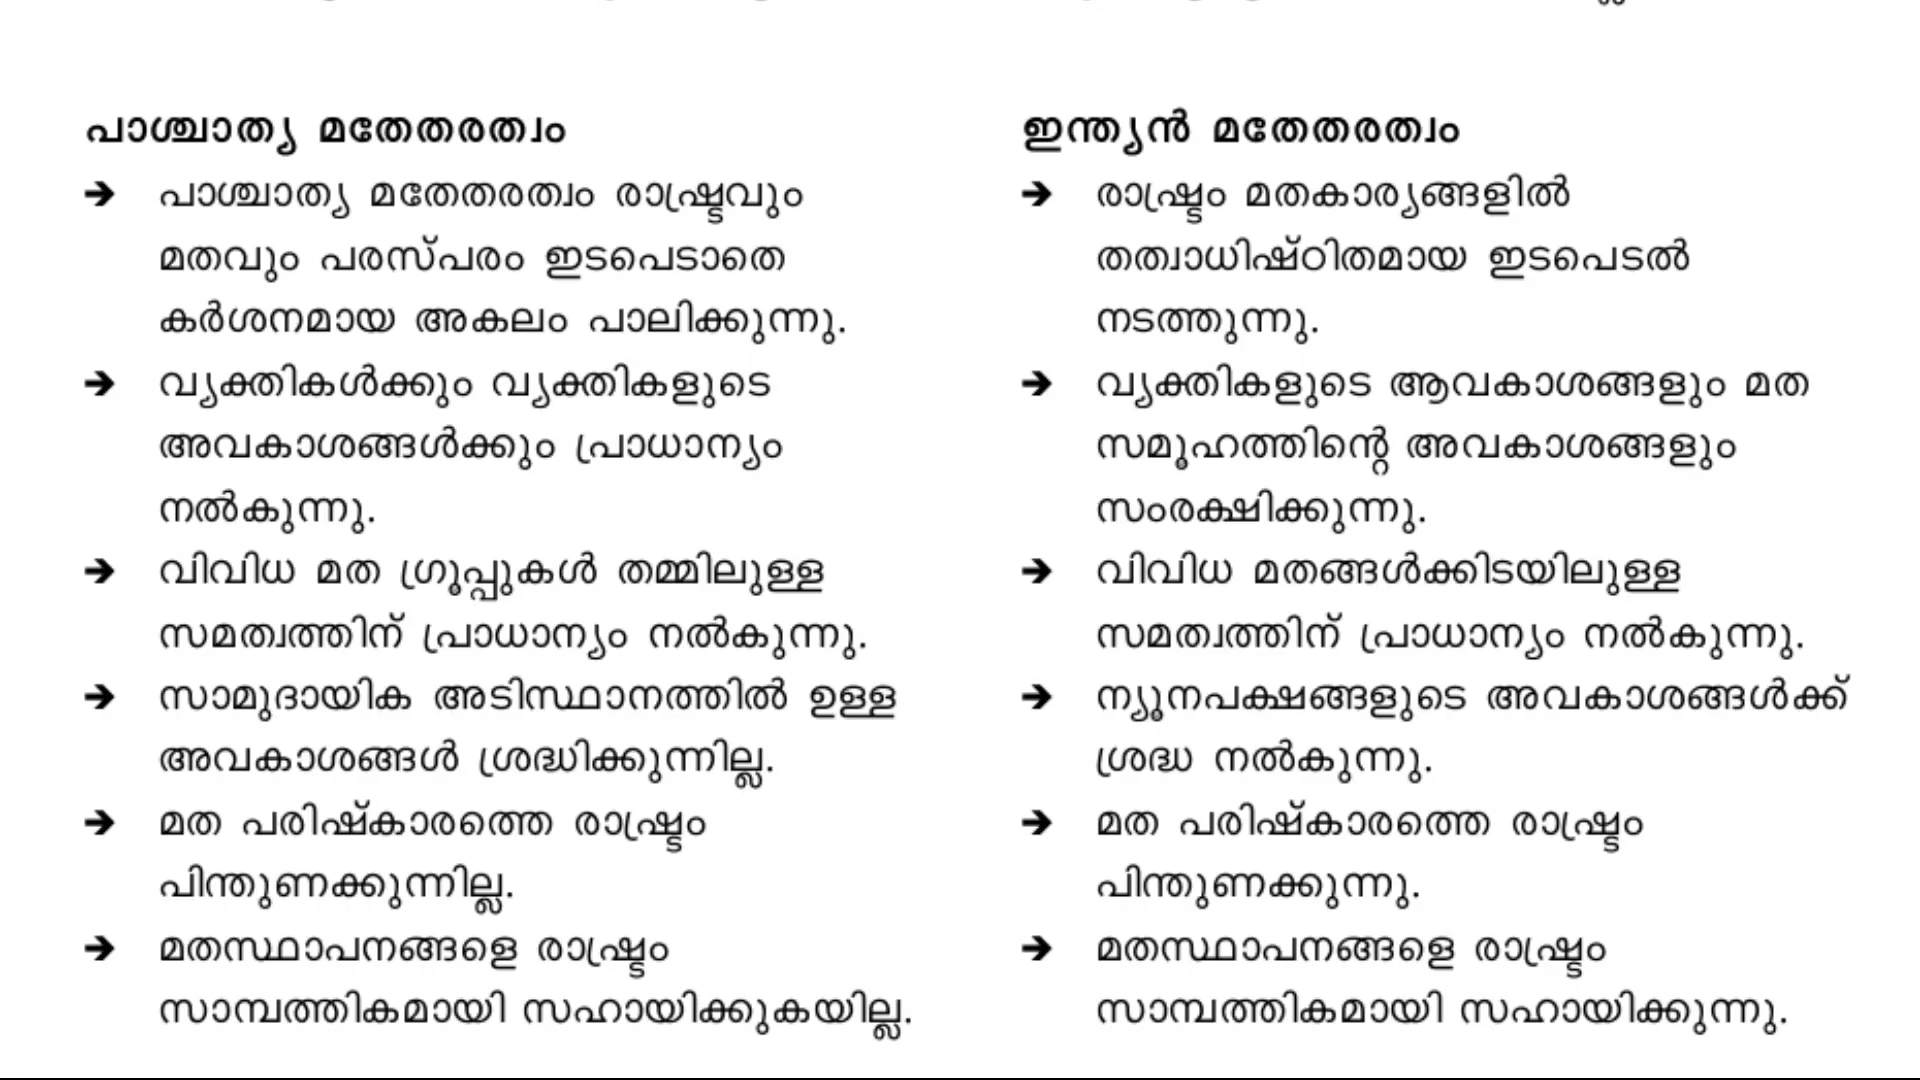 പാശ്ചാത്യ മതേതരത്വം
➔ പാശ്ചാത്യ മതേതരത്വം രാഷ്ട്രവും
മതവും പരസ്പരം ഇടപെടാതെ
കർശനമായ അകലം പാലിക്കുന്നു.
➔ വ്യക്തികൾക്കും വ്യക്തികളുടെ
അവകാശങ്ങൾക്കും പ്രാധാന്യം
നൽകുന്നു.
➔ വിവിധ മത ഗ്രൂപ്പുകൾ തമ്മിലുള്ള
സമത്വത്തിന് പ്രാധാന്യം നൽകുന്നു.
➔ സാമുദായിക അടിസ്ഥാനത്തിൽ ഉള്ള
അവകാശങ്ങൾ ശ്രദ്ധിക്കുന്നില്ല.
➔ മത പരിഷ്കാരത്തെ രാഷ്ട്രം
പിന്തുണക്കുന്നില്ല.
➔ മതസ്ഥാപനങ്ങളെ രാഷ്ട്രം
സാമ്പത്തികമായി സഹായിക്കുകയില്ല.
ഇന്ത്യൻ മതേതരത്വം
➔ രാഷ്ട്രം മതകാര്യങ്ങളിൽ
തത്വാധിഷ്ഠിതമായ ഇടപെടൽ
നടത്തുന്നു.
➔ വ്യക്തികളുടെ ആവകാശങ്ങളും മത
സമൂഹത്തിന്റെ അവകാശങ്ങളും
സംരക്ഷിക്കുന്നു.
➔ വിവിധ മതങ്ങൾക്കിടയിലുള്ള
സമത്വത്തിന് പ്രാധാന്യം നൽകുന്നു.
➔ ന്യൂനപക്ഷങ്ങളുടെ അവകാശങ്ങൾക്ക്
ശ്രദ്ധ നൽകുന്നു.
➔ മത പരിഷ്കാരത്തെ രാഷ്ട്രം
പിന്തുണക്കുന്നു.
➔ മതസ്ഥാപനങ്ങളെ രാഷ്ട്രം
സാമ്പത്തികമായി സഹായിക്കുന്നു.